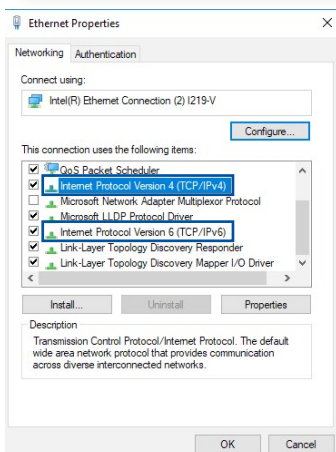 Ethernet Properties
Networking
Authentication
Connect using:
Intel(R) Ethernet Connection (2) I219-V
Configure...
This connection uses the following items:
QoS Packet Scheduler
Internet Protocol Version 4 (TCP/IPv4)
Microsoft Network Adapter Multiplexor Protocol
Microsoft LLDP Protocol Driver
Internet Protocol Version 6 (TCP/IPv6)
Link-Layer Topology Discovery Responder
Link-Layer Topology Discovery Mapper I/O Driver
Install...
Uninstall
Properties
Description
Transmission Control Protocol/Internet Protocol. The default
wide area network protocol that provides communication
across diverse interconnected networks.
OK
Cancel